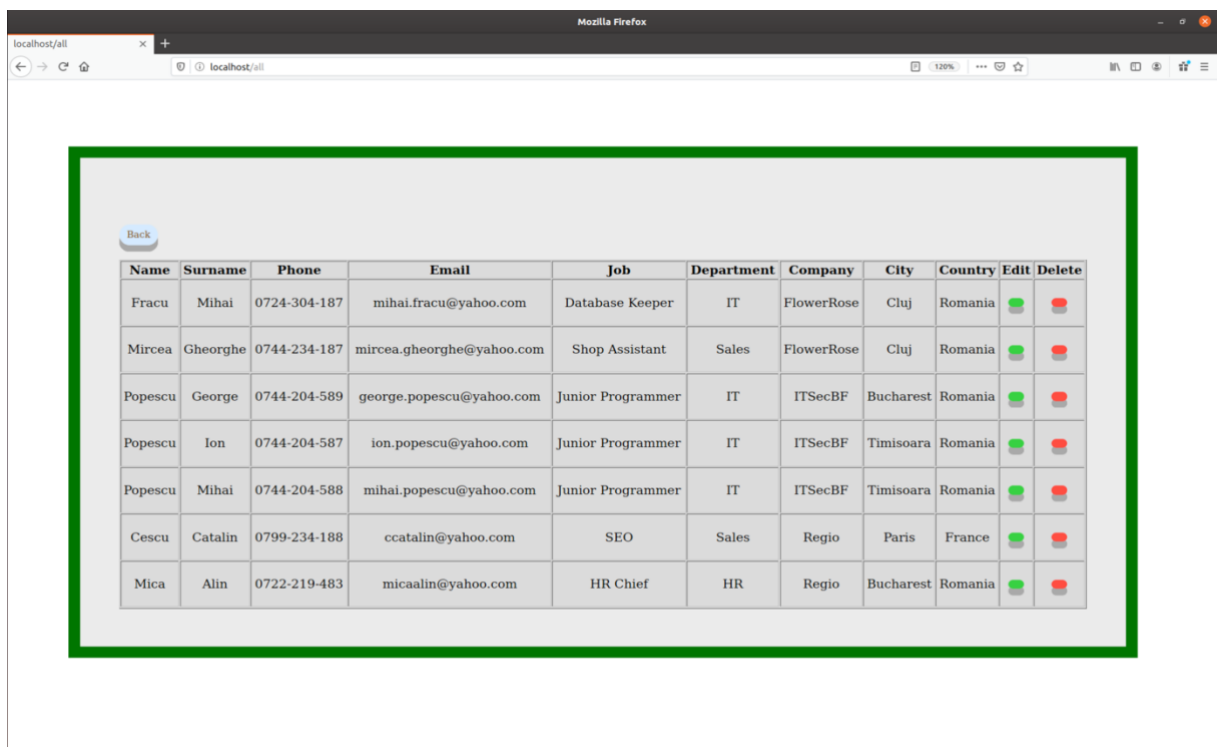 Mozilla Firefox
localhost/all
localhost/all 120%
Back
Name Surname Phone Email Job Department Company City Country Edit Delete
Fracu Mihai 0724-304-187 mihai.fracu@yahoo.com Database Keeper IT FlowerRose Cluj Romania
Mircea Gheorghe 0744-234-187 mircea.gheorghe@yahoo.com Shop Assistant Sales FlowerRose Cluj Romania
Popescu George 0744-204-589 george.popescu@yahoo.com Junior Programmer IT ITSecBF Bucharest Romania
Popescu Ion 0744-204-587 ion.popescu@yahoo.com Junior Programmer IT ITSecBF Timisoara Romania
Popescu Mihai 0744-204-588 mihai.popescu@yahoo.com Junior Programmer IT ITSecBF Timisoara Romania
Cescu Catalin 0799-234-188 ccatalin@yahoo.com SEO Sales Regio Paris France
Mica Alin 0722-219-483 micaalin@yahoo.com HR Chief HR Regio Bucharest Romania